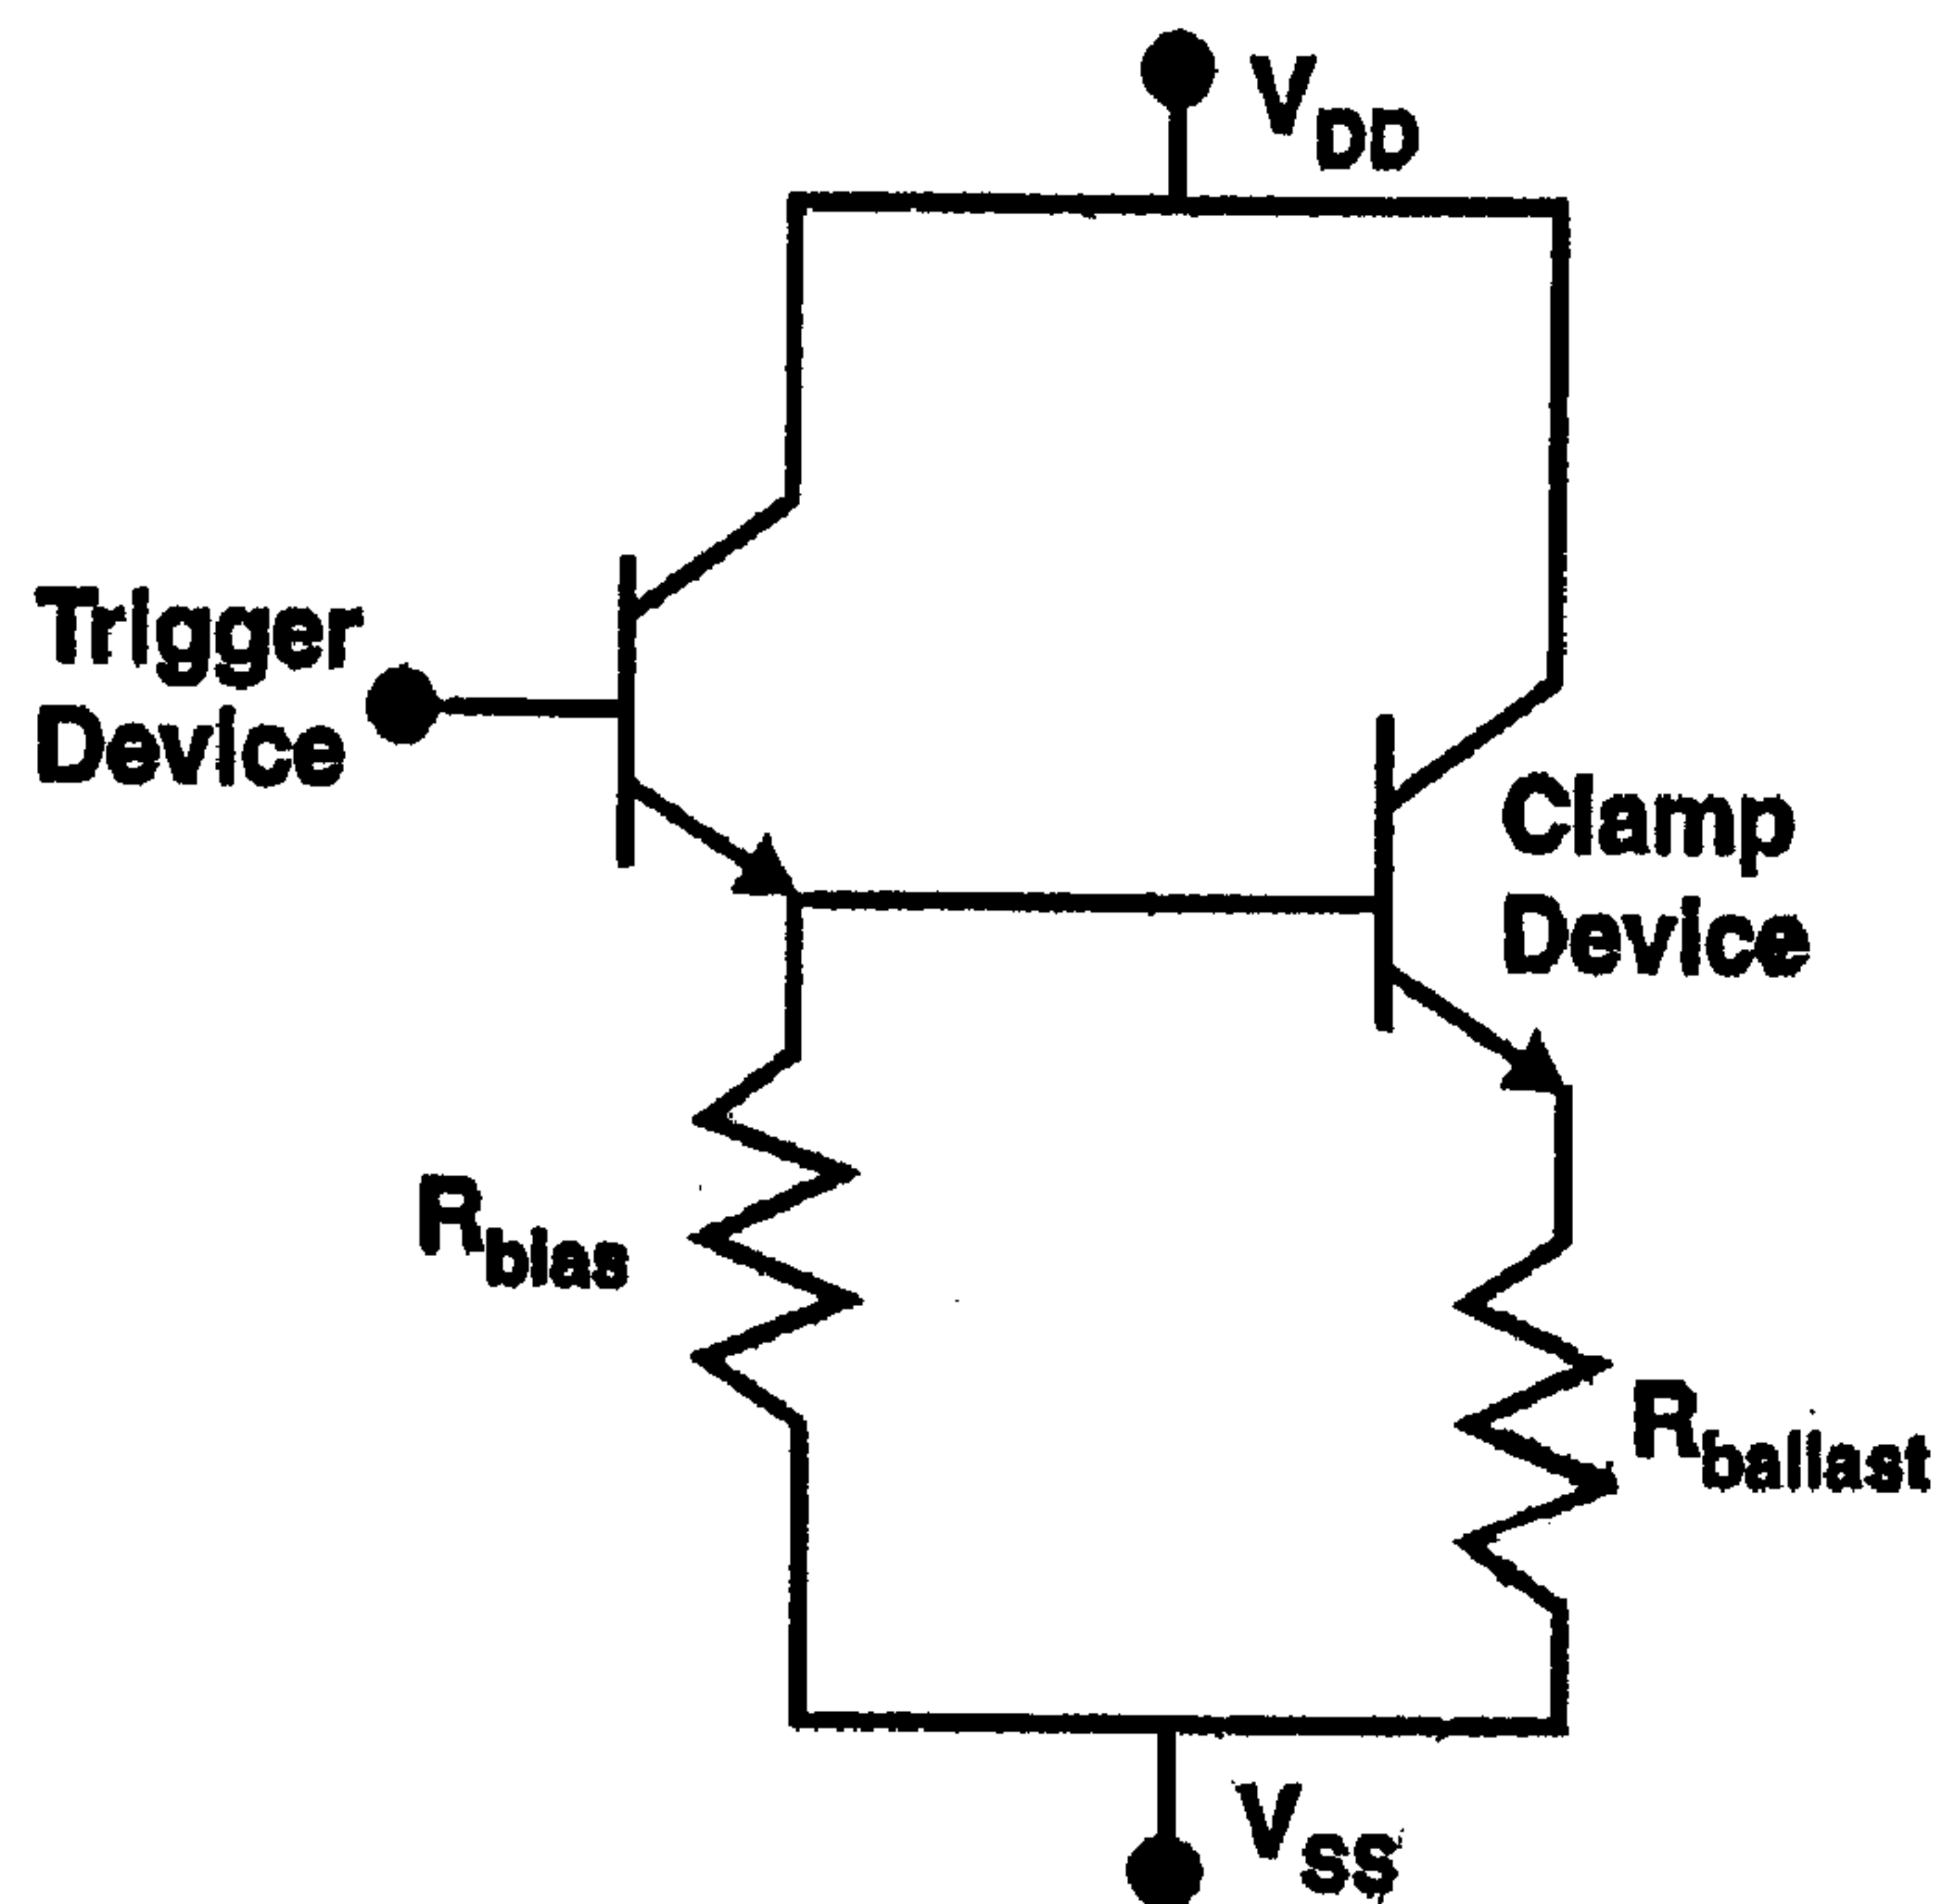 VDD
Trigger
Device
Clamp
Device
Rbias
Rballast
VSS